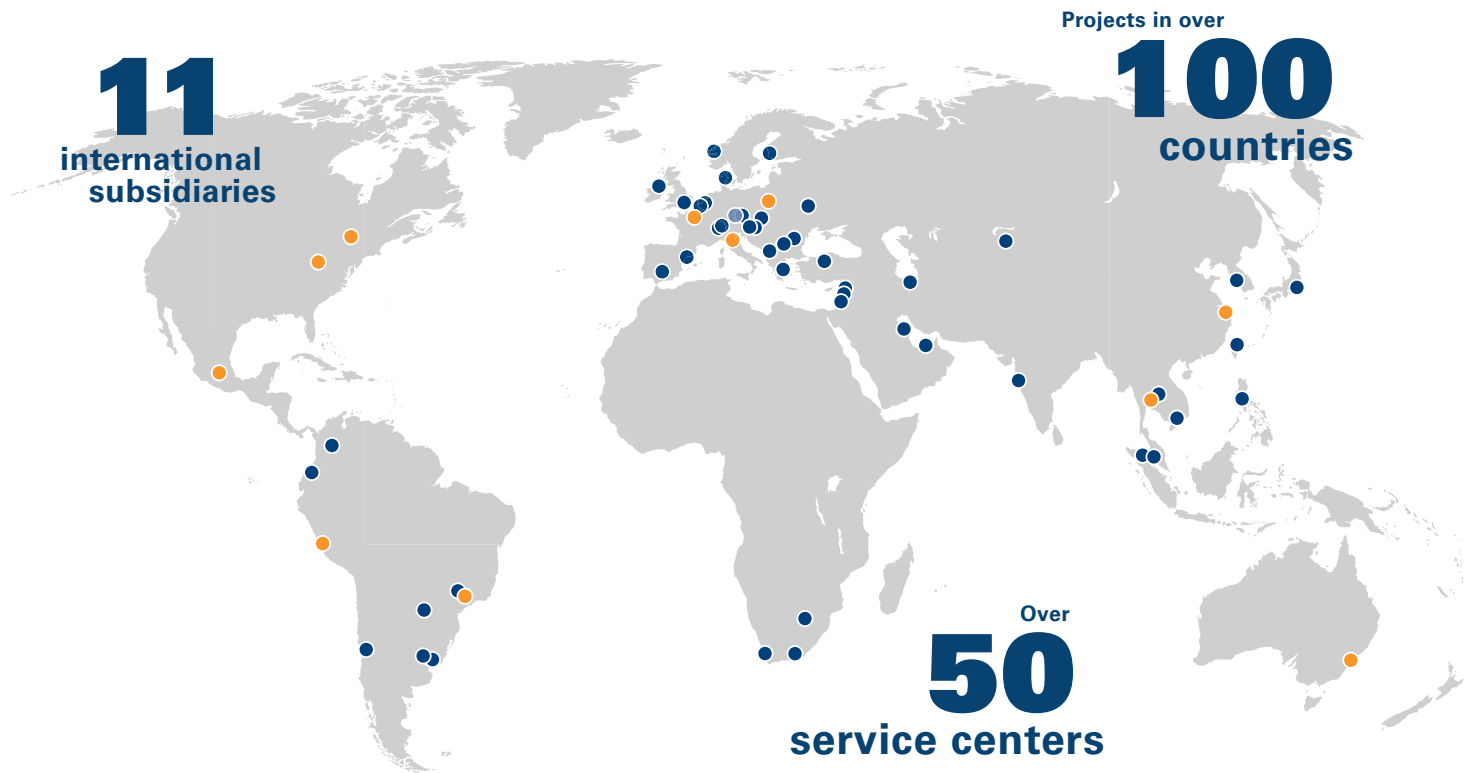 11
international
subsidiaries
Projects in over
100
countries
Over
50
service centers